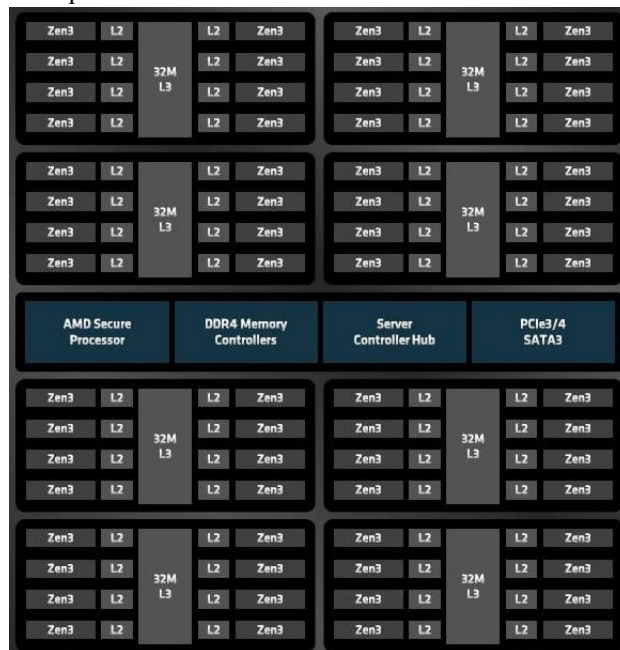 Zen3 L2 L2 Zen3 Zen3 L2 L2 Zen3
Zen3 L2 L2 Zen3 Zen3 L2 L2 Zen3
32M 32M
L3 L3
Zen3 L2 L2 Zen3 Zen3 L2 L2 Zen3
Zen3 L2 L2 Zen3 Zen3 L2 L2 Zen3
Zen3 L2 L2 Zen3 Zen3 L2 L2 Zen3
Zen3 L2 L2 Zen3 Zen3 L2 L2 Zen3
32M 32M
L3 L3
Zen3 L2 L2 Zen3 Zen3 L2 L2 Zen3
Zen3 L2 L2 Zen3 Zen3 L2 L2 Zen3
AMD Secure
Processor
DDR4 Memory
Controllers
Server
Controller Hub
PCIe3/4
SATA3
Zen3 L2 L2 Zen3 Zen3 L2 L2 Zen3
Zen3 L2 L2 Zen3 Zen3 L2 L2 Zen3
32M 32M
L3 L3
Zen3 L2 L2 Zen3 Zen3 L2 L2 Zen3
Zen3 L2 L2 Zen3 Zen3 L2 L2 Zen3
Zen3 L2 L2 Zen3 Zen3 L2 L2 Zen3
Zen3 L2 L2 Zen3 Zen3 L2 L2 Zen3
32M 32M
L3 L3
Zen3 L2 L2 Zen3 Zen3 L2 L2 Zen3
Zen3 L2 L2 Zen3 Zen3 L2 L2 Zen3